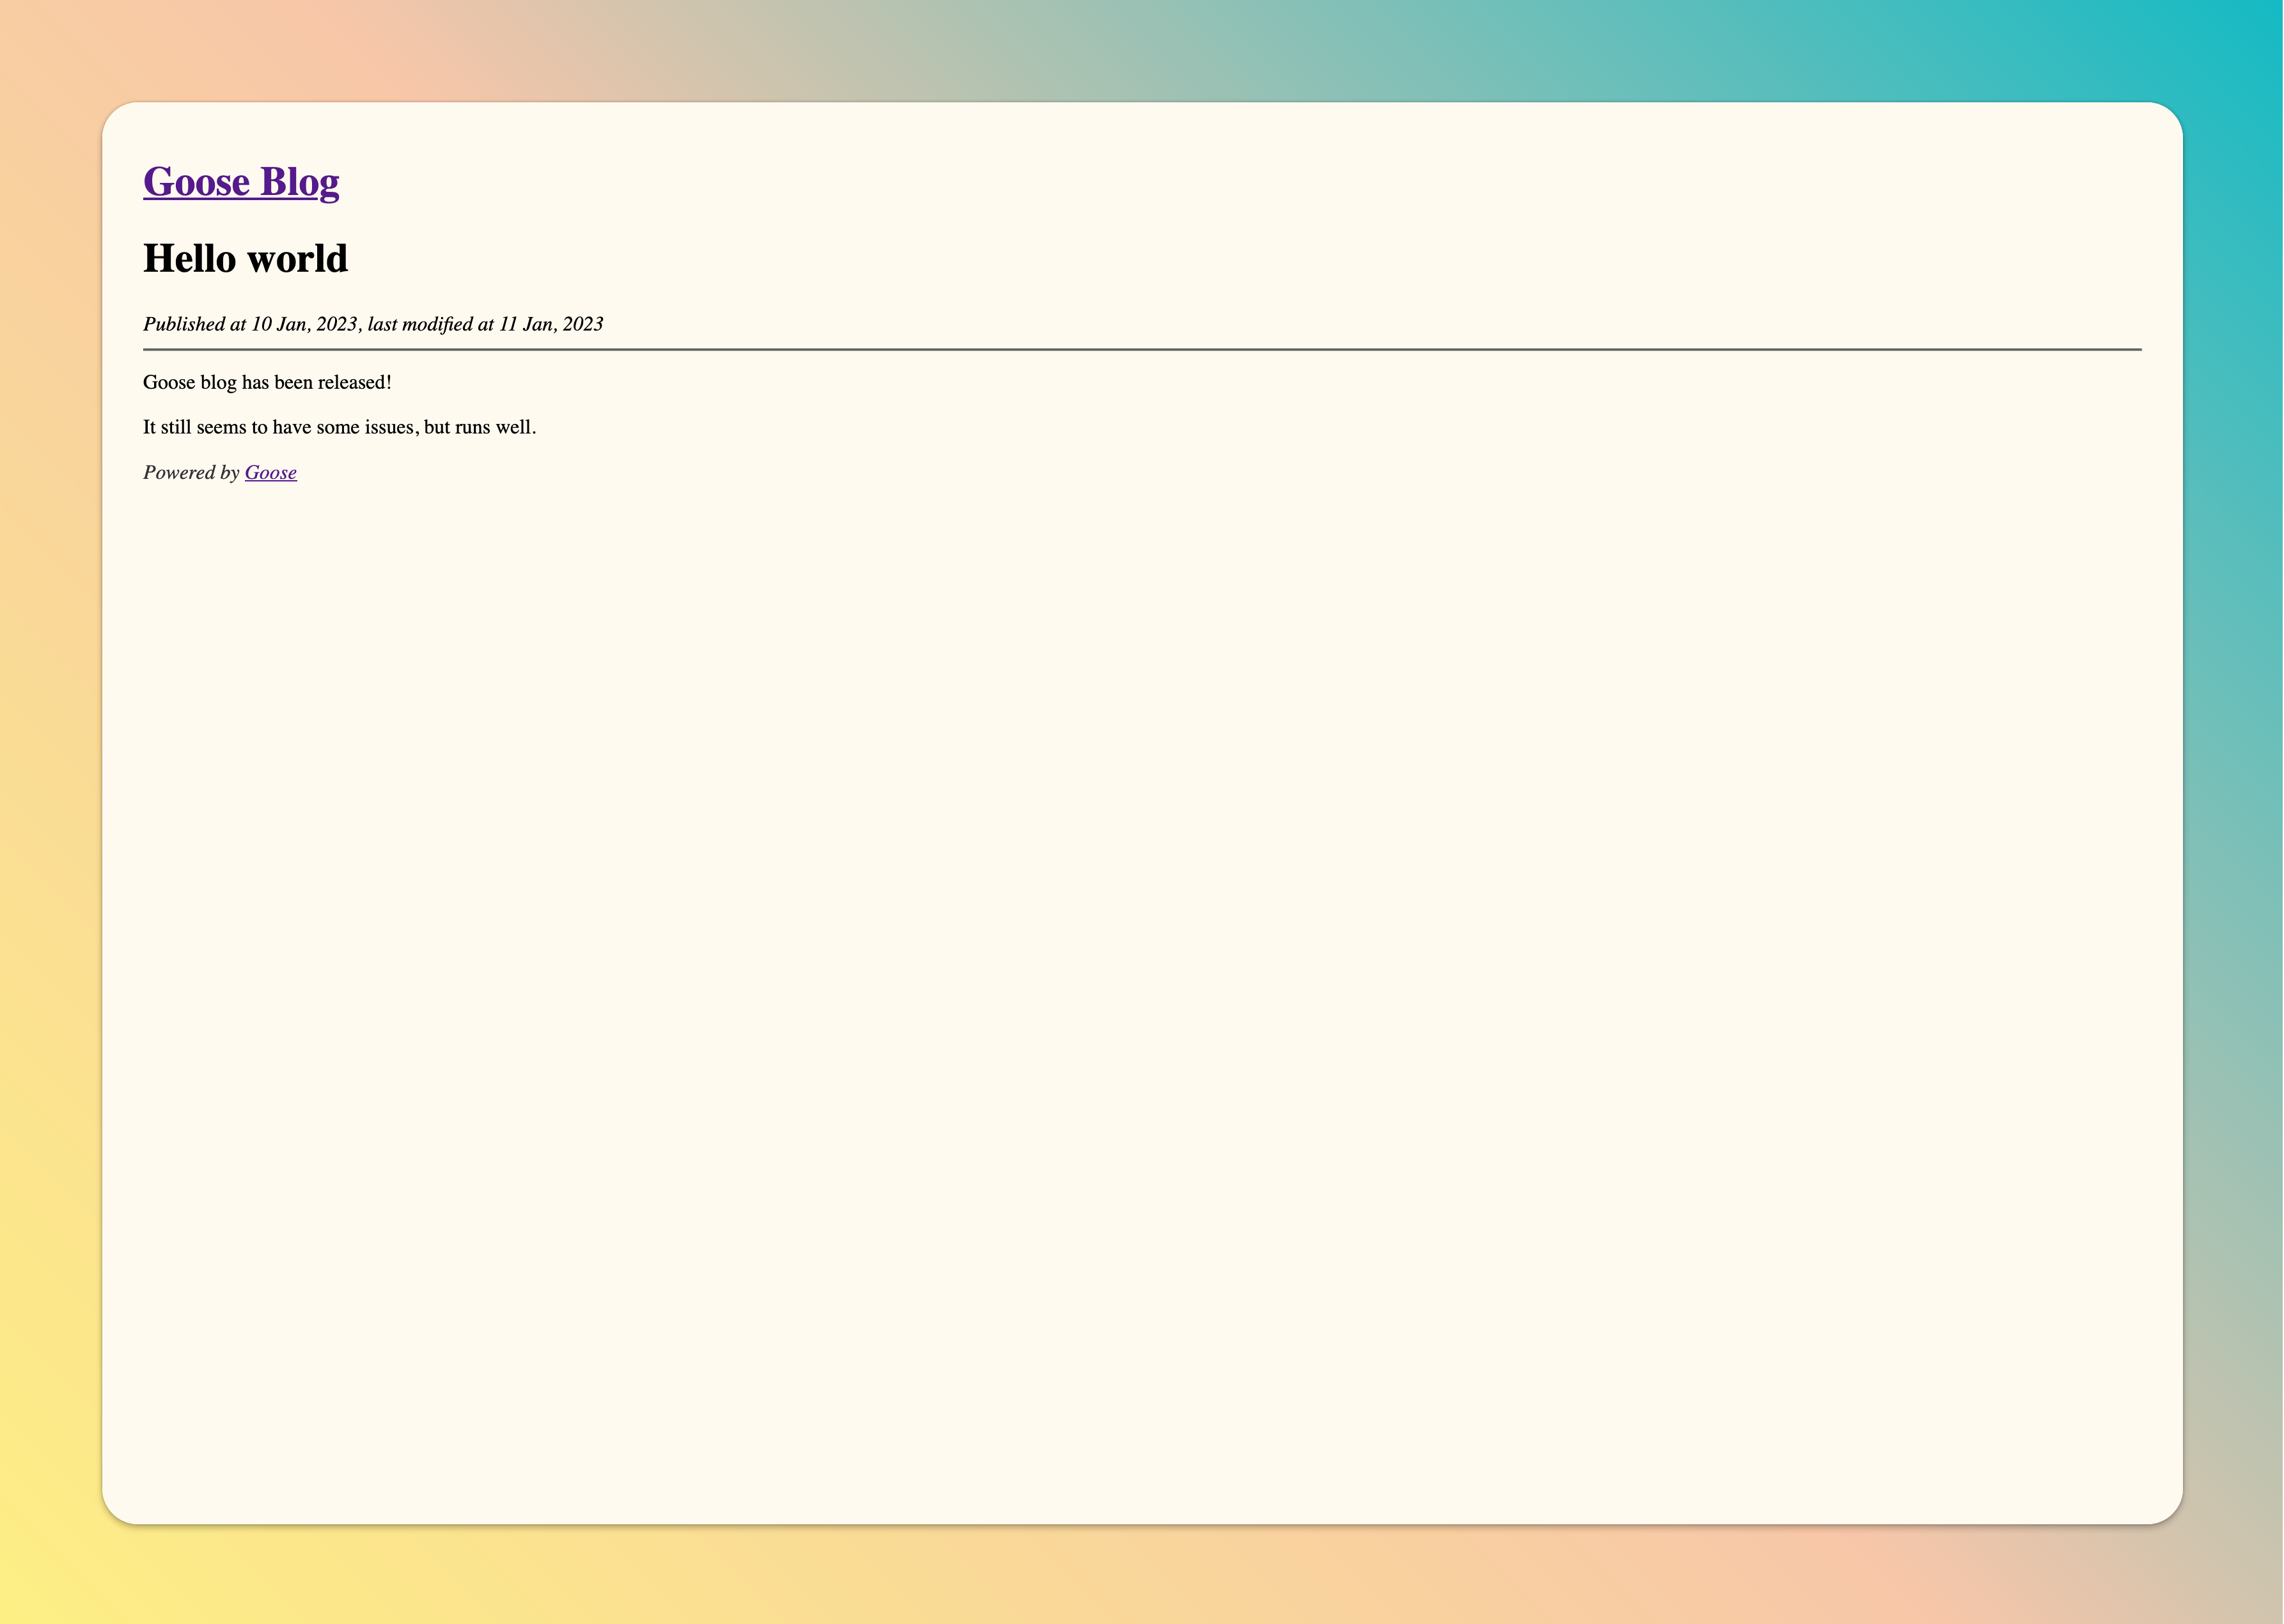 Goose Blog
Hello world
Published at 10 Jan, 2023, last modified at 11 Jan, 2023
Goose blog has been released!
It still seems to have some issues, but runs well.
Powered by Goose